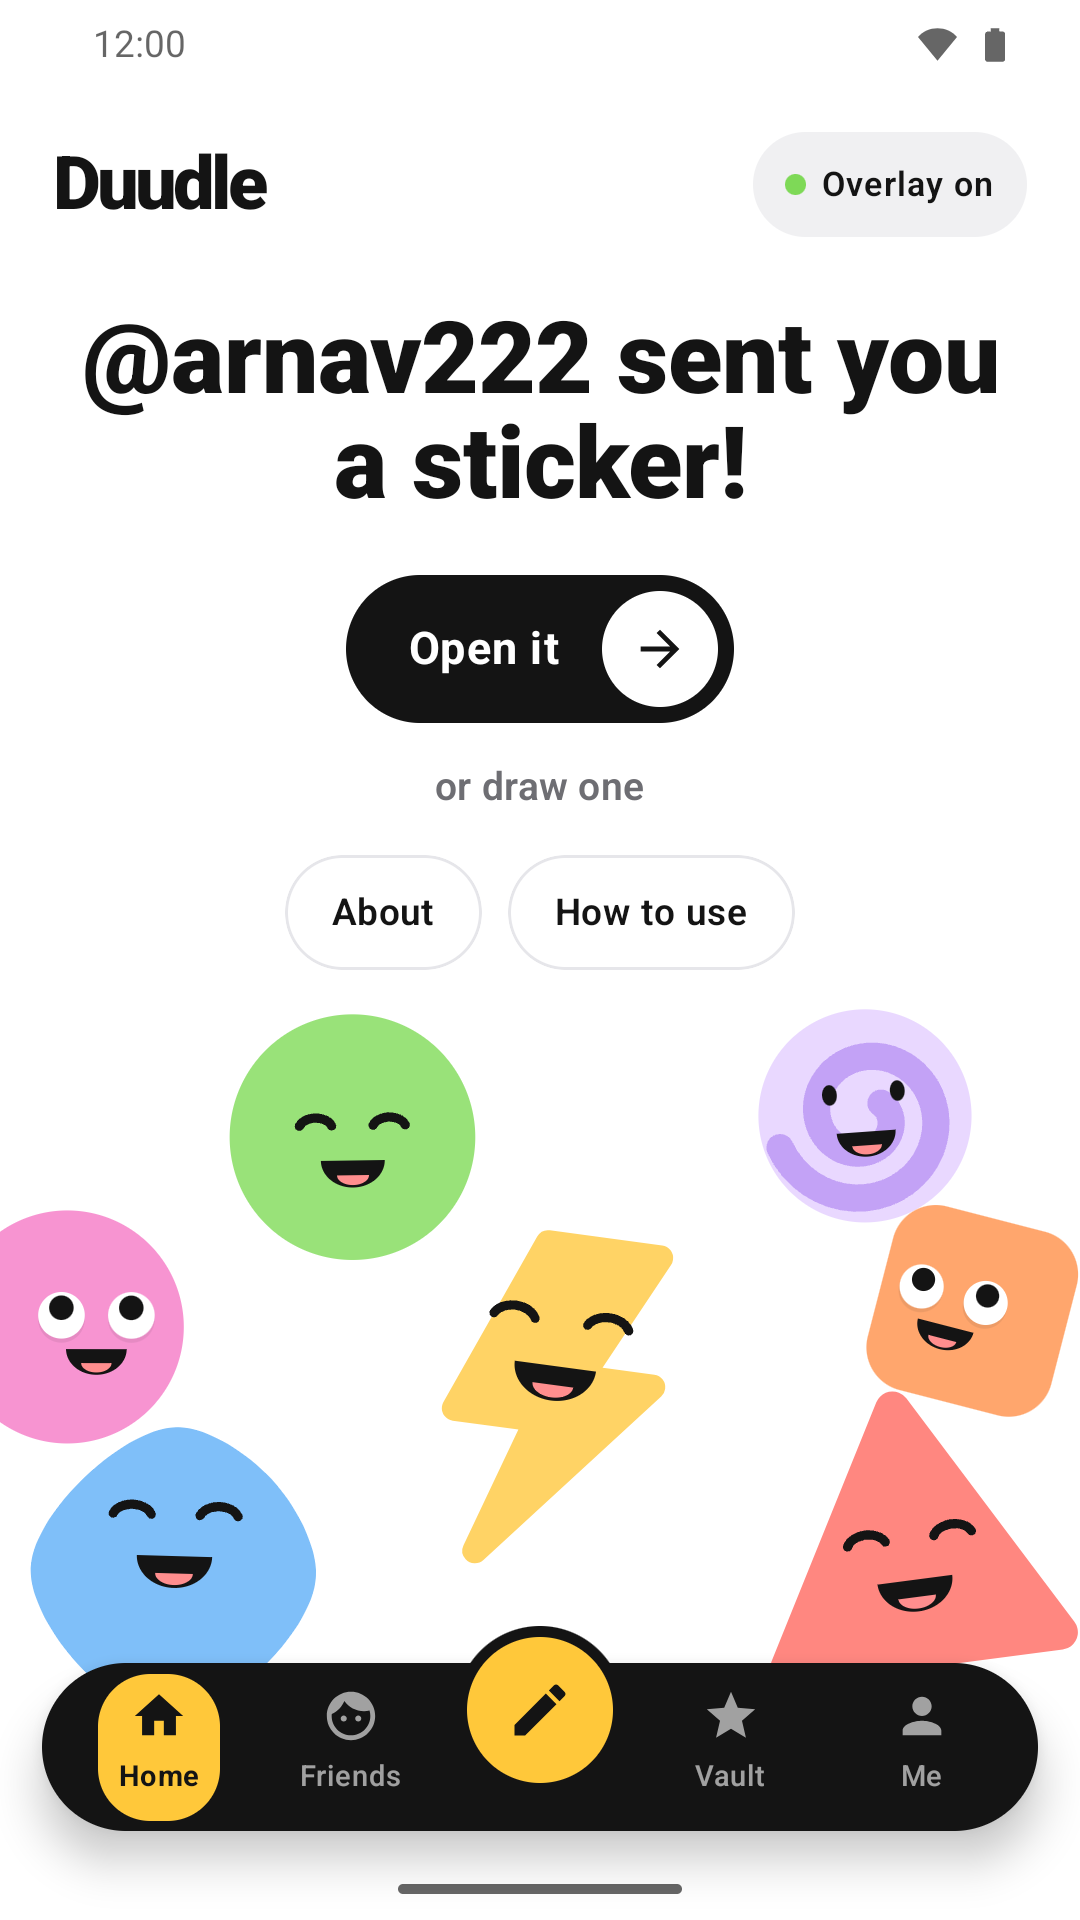 12:00
Duudle
Overlay on
@arnav222 sent you
a sticker!
Open it
or draw one
About
How to use
Home
Friends
Vault
Me